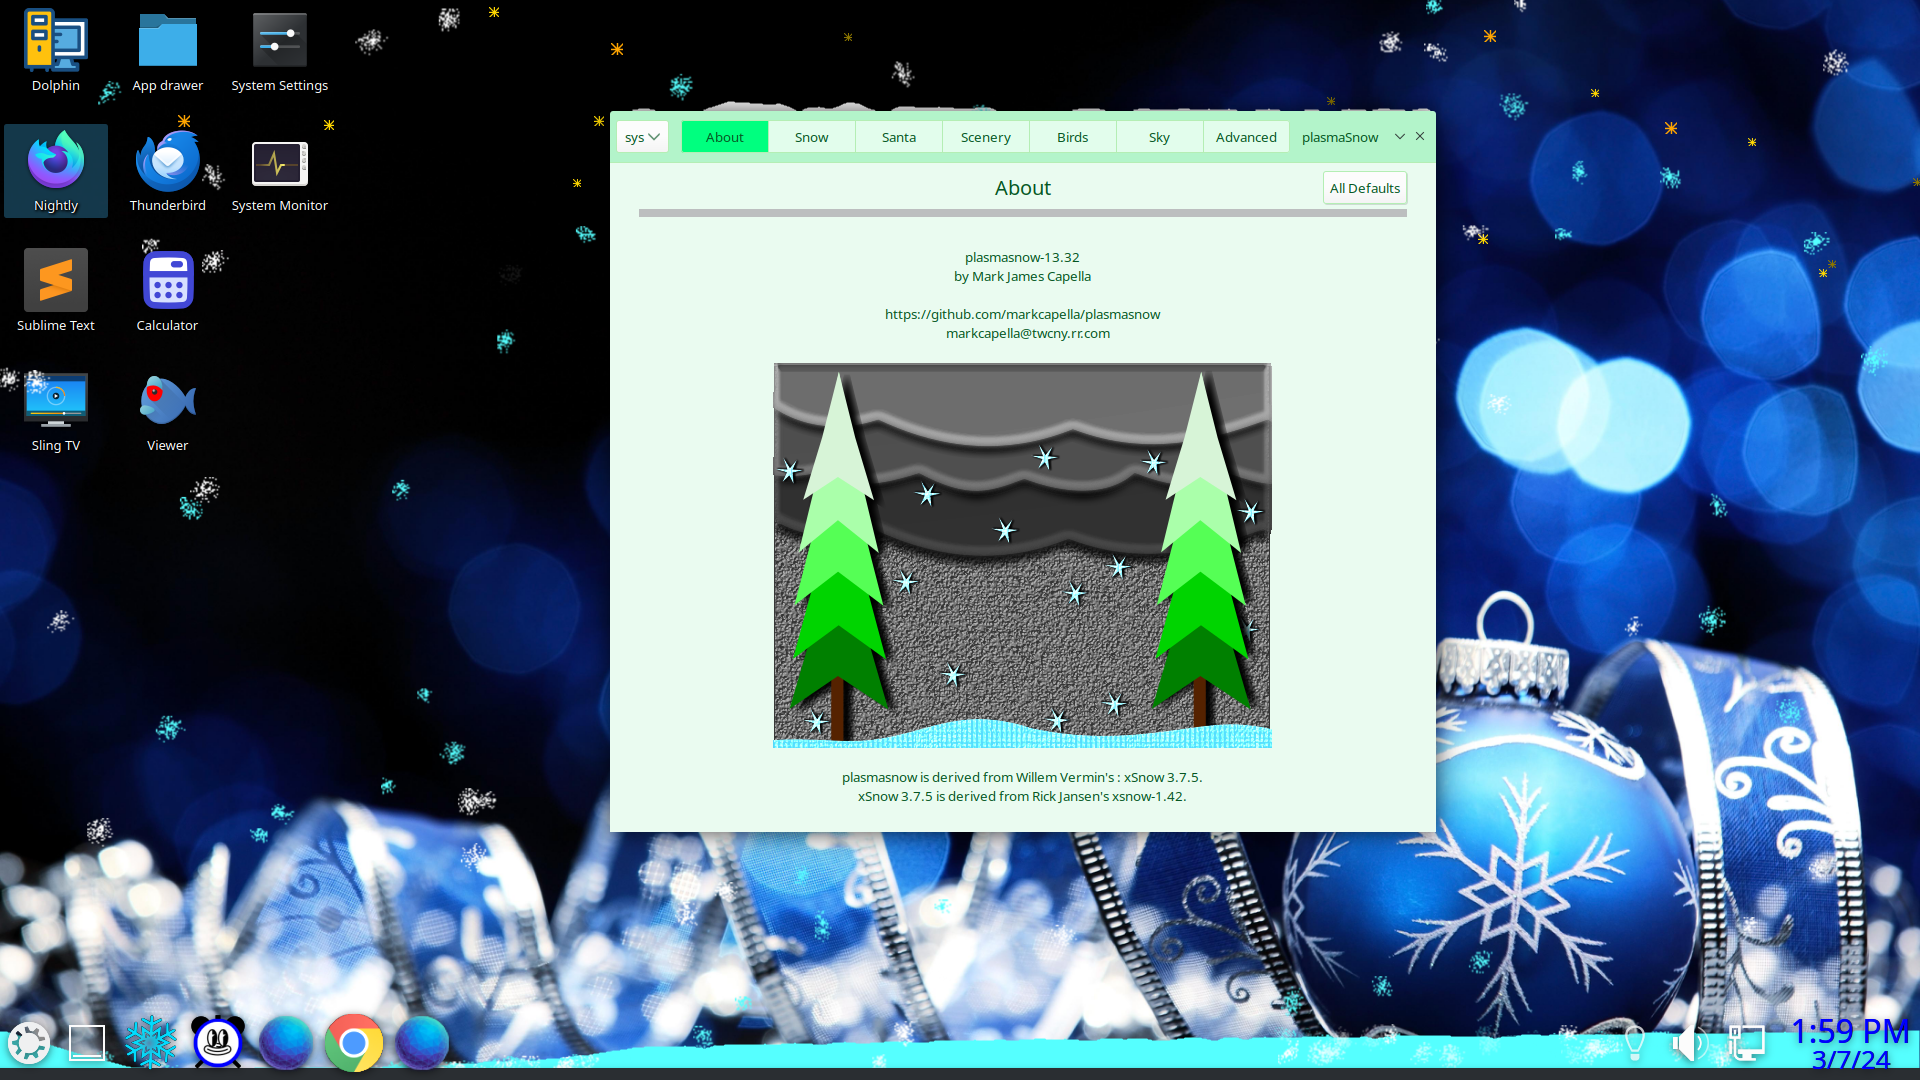 Dolphin
App drawer
System Settings
Nightly
Thunderbird
System Monitor
Sublime Text
Calculator
Sling TV
Viewer
sys
About
Snow
Santa
Scenery
Birds
Sky
Advanced
plasmaSnow
About
All Defaults
plasmasnow-13.32
by Mark James Capella
https://github.com/markcapella/plasmasnow
markcapella@twcny.rr.com
plasmasnow is derived from Willem Vermin's : xSnow 3.7.5.
xSnow 3.7.5 is derived from Rick Jansen's xsnow-1.42.
1:59 PM
3/7/24